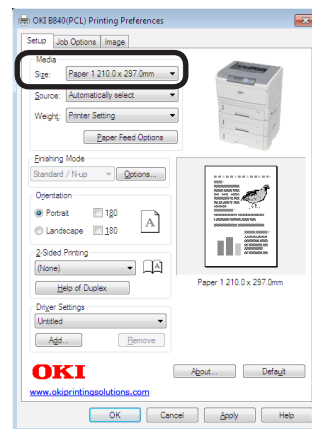 OKI B840(PCL) Printing Preferences
Setup Job Options Image
Media
Size: Paper 1 210.0 x 297.0mm
Source: Automatically select
Weight: Printer Setting
Paper Feed Options
Finishing Mode
Standard / N-up Options...
Orientation
Portrait 180
Landscape 180
A
2-Sided Printing
(None)
A
Help of Duplex
Paper 1 210.0 x 297.0mm
Driver Settings
Untitled
Add... Remove
OKI
About... Default
www.okiprintingsolutions.com
OK Cancel Apply Help